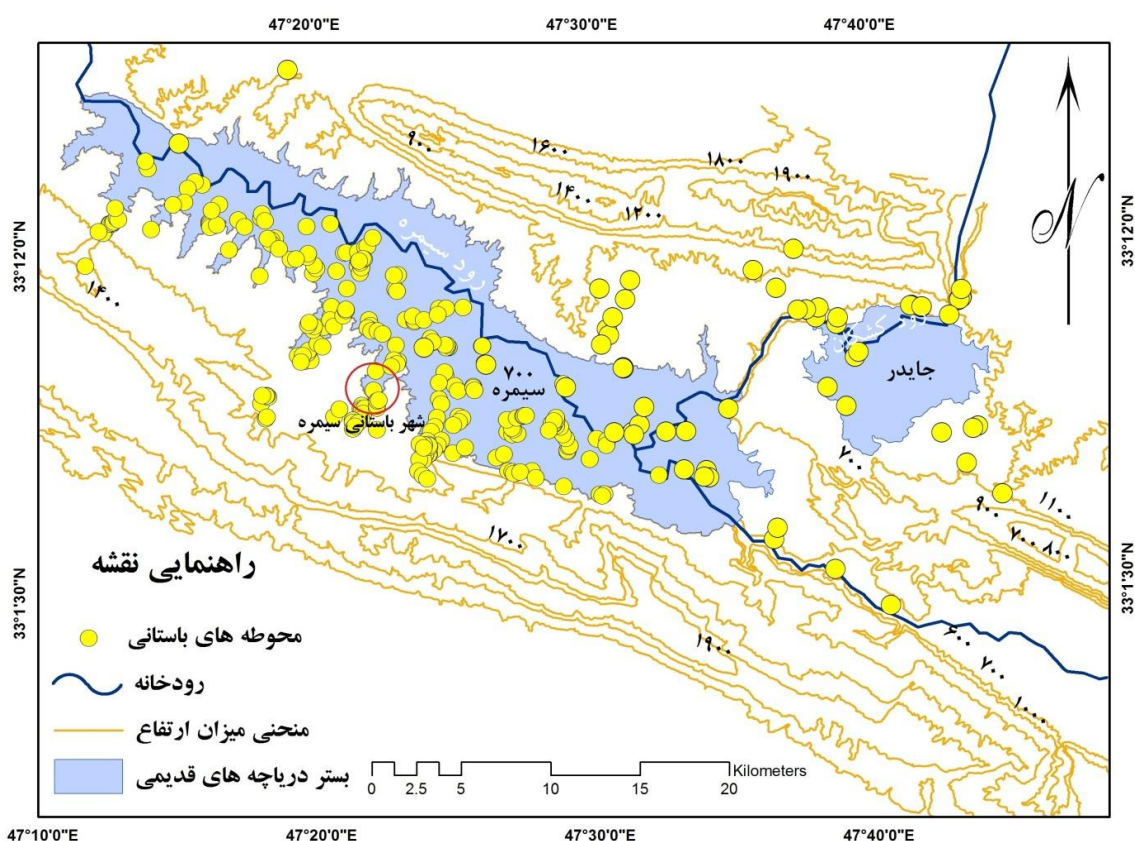 47°20'0"E 47°30'0"E 47°40'0"E
33°12'0"N
33°12'0"N
33°1'30"N
33°1'30"N
N
۹۰۰
۱۶۰۰
۱۸۰۰
۱۹۰۰
۱۴۰۰
۱۲۰۰
رود سیمره
۱۴۰۰
رود کشکان
جایدر
۷۰۰
سیمره
شهر باستانی سیمره
۷۰۰
۱۱۰۰
۹۰۰
۷۰۰ ۸۰۰
۱۷۰۰
۱۹۰۰
۶۰۰
۷۰۰
۱۰۰۰
راهنمایی نقشه
محوطه های باستانی
رودخانه
منحنی میزان ارتفاع
بستر دریاچه های قدیمی
Kilometers
0 2.5 5 10 15 20
47°10'0"E 47°20'0"E 47°30'0"E 47°40'0"E